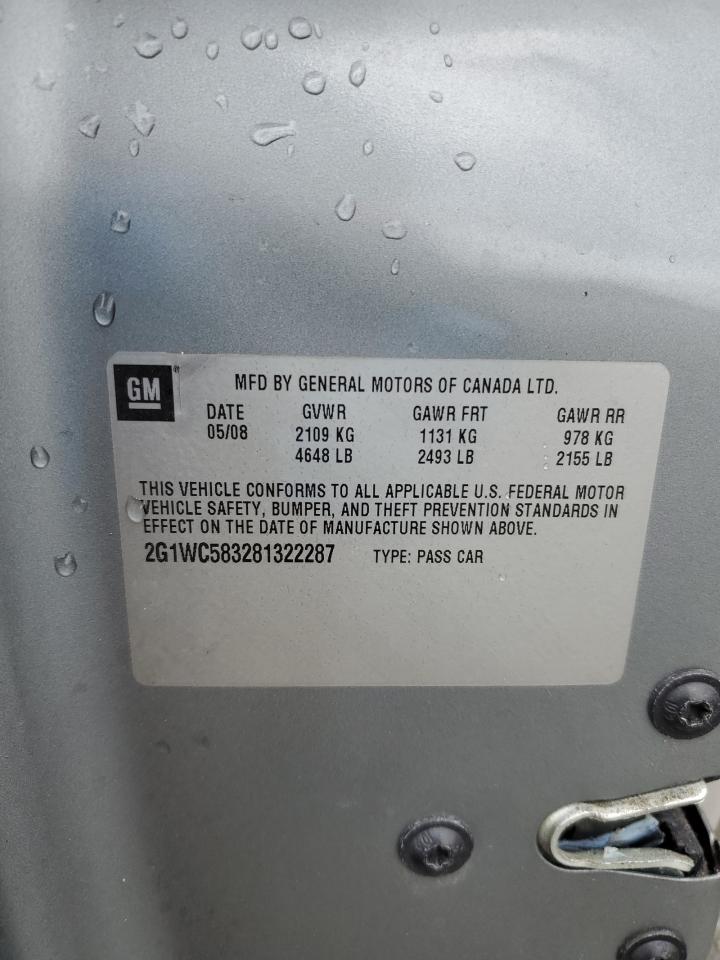 GM
MFD BY GENERAL MOTORS OF CANADA LTD.
DATE GVWR GAWR FRT GAWR RR
05/08 2109 KG 1131 KG 978 KG
4648 LB 2493 LB 2155 LB
THIS VEHICLE CONFORMS TO ALL APPLICABLE U.S. FEDERAL MOTOR
VEHICLE SAFETY, BUMPER, AND THEFT PREVENTION STANDARDS IN
EFFECT ON THE DATE OF MANUFACTURE SHOWN ABOVE.
2G1WC583281322287 TYPE: PASS CAR